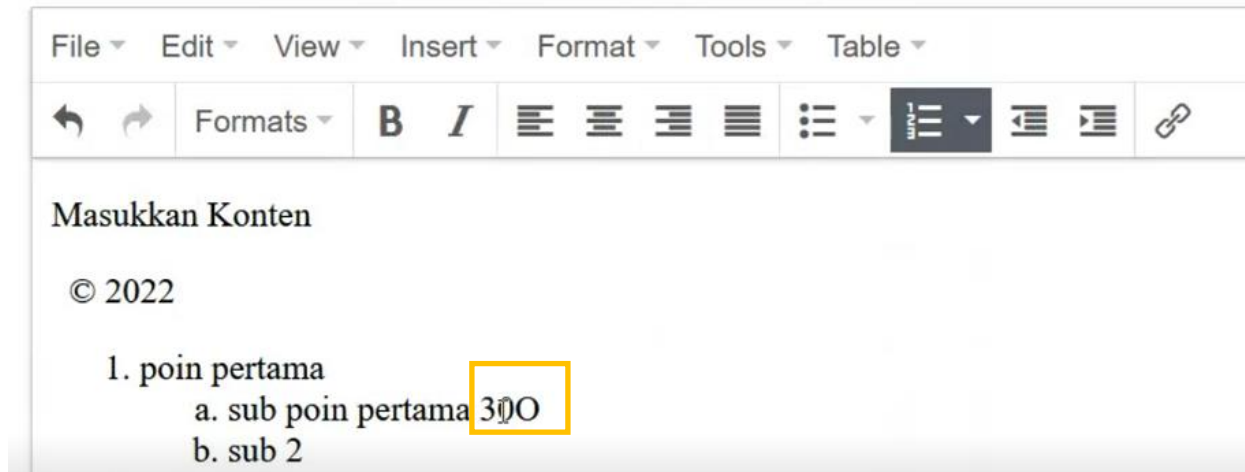 File Edit View Insert Format Tools Table
Formats B I
Masukkan Konten
© 2022
1. poin pertama
a. sub poin pertama 30O
b. sub 2